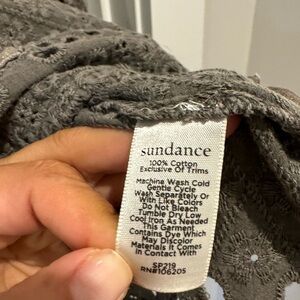 sundance
100% Cotton
Exclusive Of Trims
Machine Wash Cold
Gentle Cycle
Wash Separately Or
With Like Colors
Do Not Bleach
Tumble Dry Low
Cool Iron As Needed
This Garment
Contains Dye Which
May Discolor
Materials It Comes
In Contact With
SP219
RN#106205